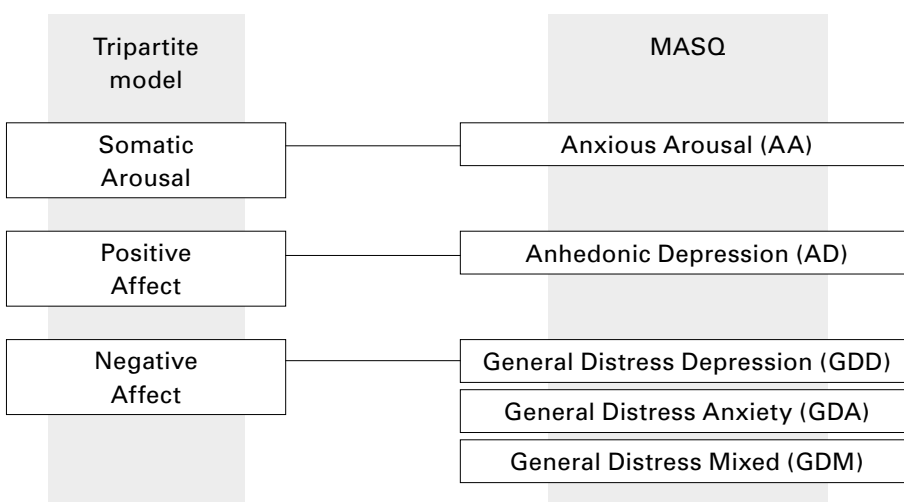 Tripartite
model
MASQ
Somatic
Arousal
Anxious Arousal (AA)
Positive
Affect
Anhedonic Depression (AD)
Negative
Affect
General Distress Depression (GDD)
General Distress Anxiety (GDA)
General Distress Mixed (GDM)